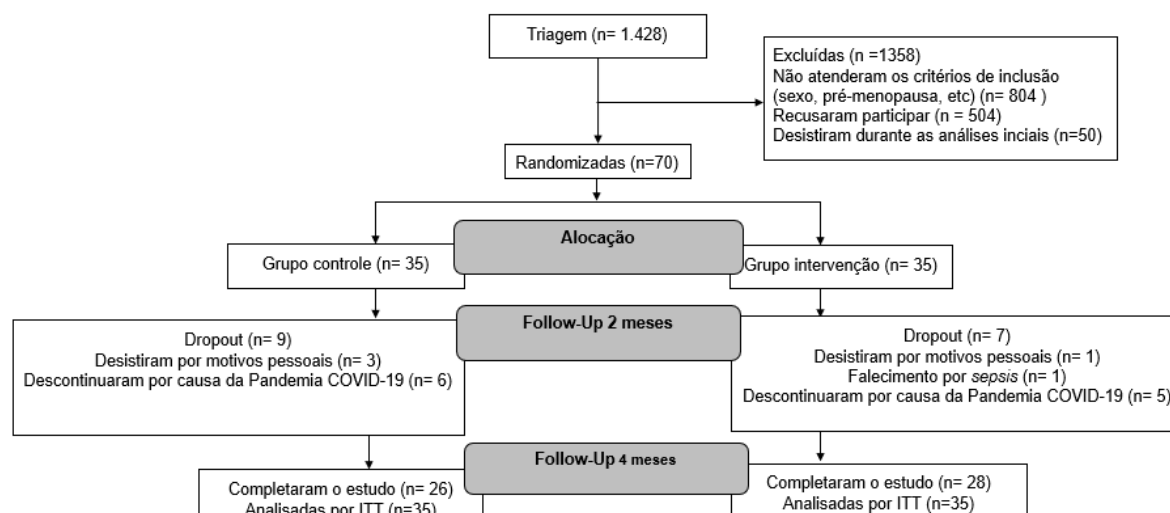 Triagem (n= 1.428)
Excluídas (n =1358)
Não atenderam os critérios de inclusão
(sexo, pré-menopausa, etc) (n= 804 )
Recusaram participar (n = 504)
Desistiram durante as análises inciais (n=50)
Randomizadas (n=70)
Alocação
Grupo controle (n= 35)
Grupo intervenção (n= 35)
Follow-Up 2 meses
Dropout (n= 9)
Desistiram por motivos pessoais (n= 3)
Descontinuaram por causa da Pandemia COVID-19 (n= 6)
Dropout (n= 7)
Desistiram por motivos pessoais (n= 1)
Falecimento por sepsis (n= 1)
Descontinuaram por causa da Pandemia COVID-19 (n= 5)
Follow-Up 4 meses
Completaram o estudo (n= 26)
Analisadas por ITT (n=35)
Completaram o estudo (n= 28)
Analisadas por ITT (n=35)